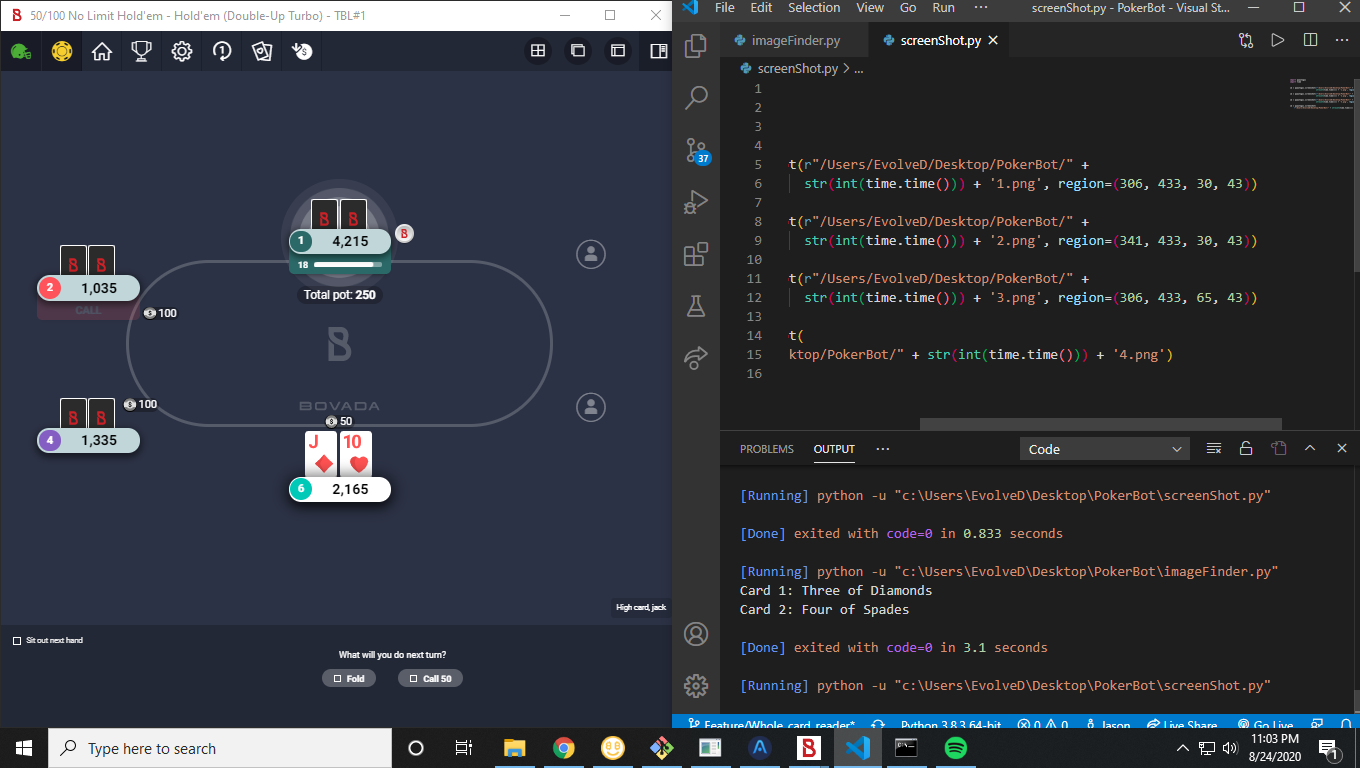 50/100 No Limit Hold'em - Hold'em (Double-Up Turbo) - TBL#1
1
4,215
18
B
Total pot: 250
2
1,035
CALL
100
B
BOVADA
100
4
1,335
50
J 10
6
2,165
High card, jack
Sit out next hand
What will you do next turn?
Fold
Call 50
File Edit Selection View Go Run ···
screenShot.py - PokerBot - Visual St...
imageFinder.py
screenShot.py
screenShot.py > ...
1
2
3
4
5 t(r"/Users/EvolveD/Desktop/PokerBot/" +
6 str(int(time.time())) + '1.png', region=(306, 433, 30, 43))
7
8 t(r"/Users/EvolveD/Desktop/PokerBot/" +
9 str(int(time.time())) + '2.png', region=(341, 433, 30, 43))
10
11 t(r"/Users/EvolveD/Desktop/PokerBot/" +
12 str(int(time.time())) + '3.png', region=(306, 433, 65, 43))
13
14 t(
15 ktop/PokerBot/" + str(int(time.time())) + '4.png')
16
37
PROBLEMS OUTPUT ··· Code
[Running] python -u "c:\Users\EvolveD\Desktop\PokerBot\screenShot.py"
[Done] exited with code=0 in 0.833 seconds
[Running] python -u "c:\Users\EvolveD\Desktop\PokerBot\imageFinder.py"
Card 1: Three of Diamonds
Card 2: Four of Spades
[Done] exited with code=0 in 3.1 seconds
[Running] python -u "c:\Users\EvolveD\Desktop\PokerBot\screenShot.py"
Feature/Whole_card_reader* Python 3.8.3 64-bit 0 0 Jason Live Share Go Live
Type here to search
11:03 PM
8/24/2020
1